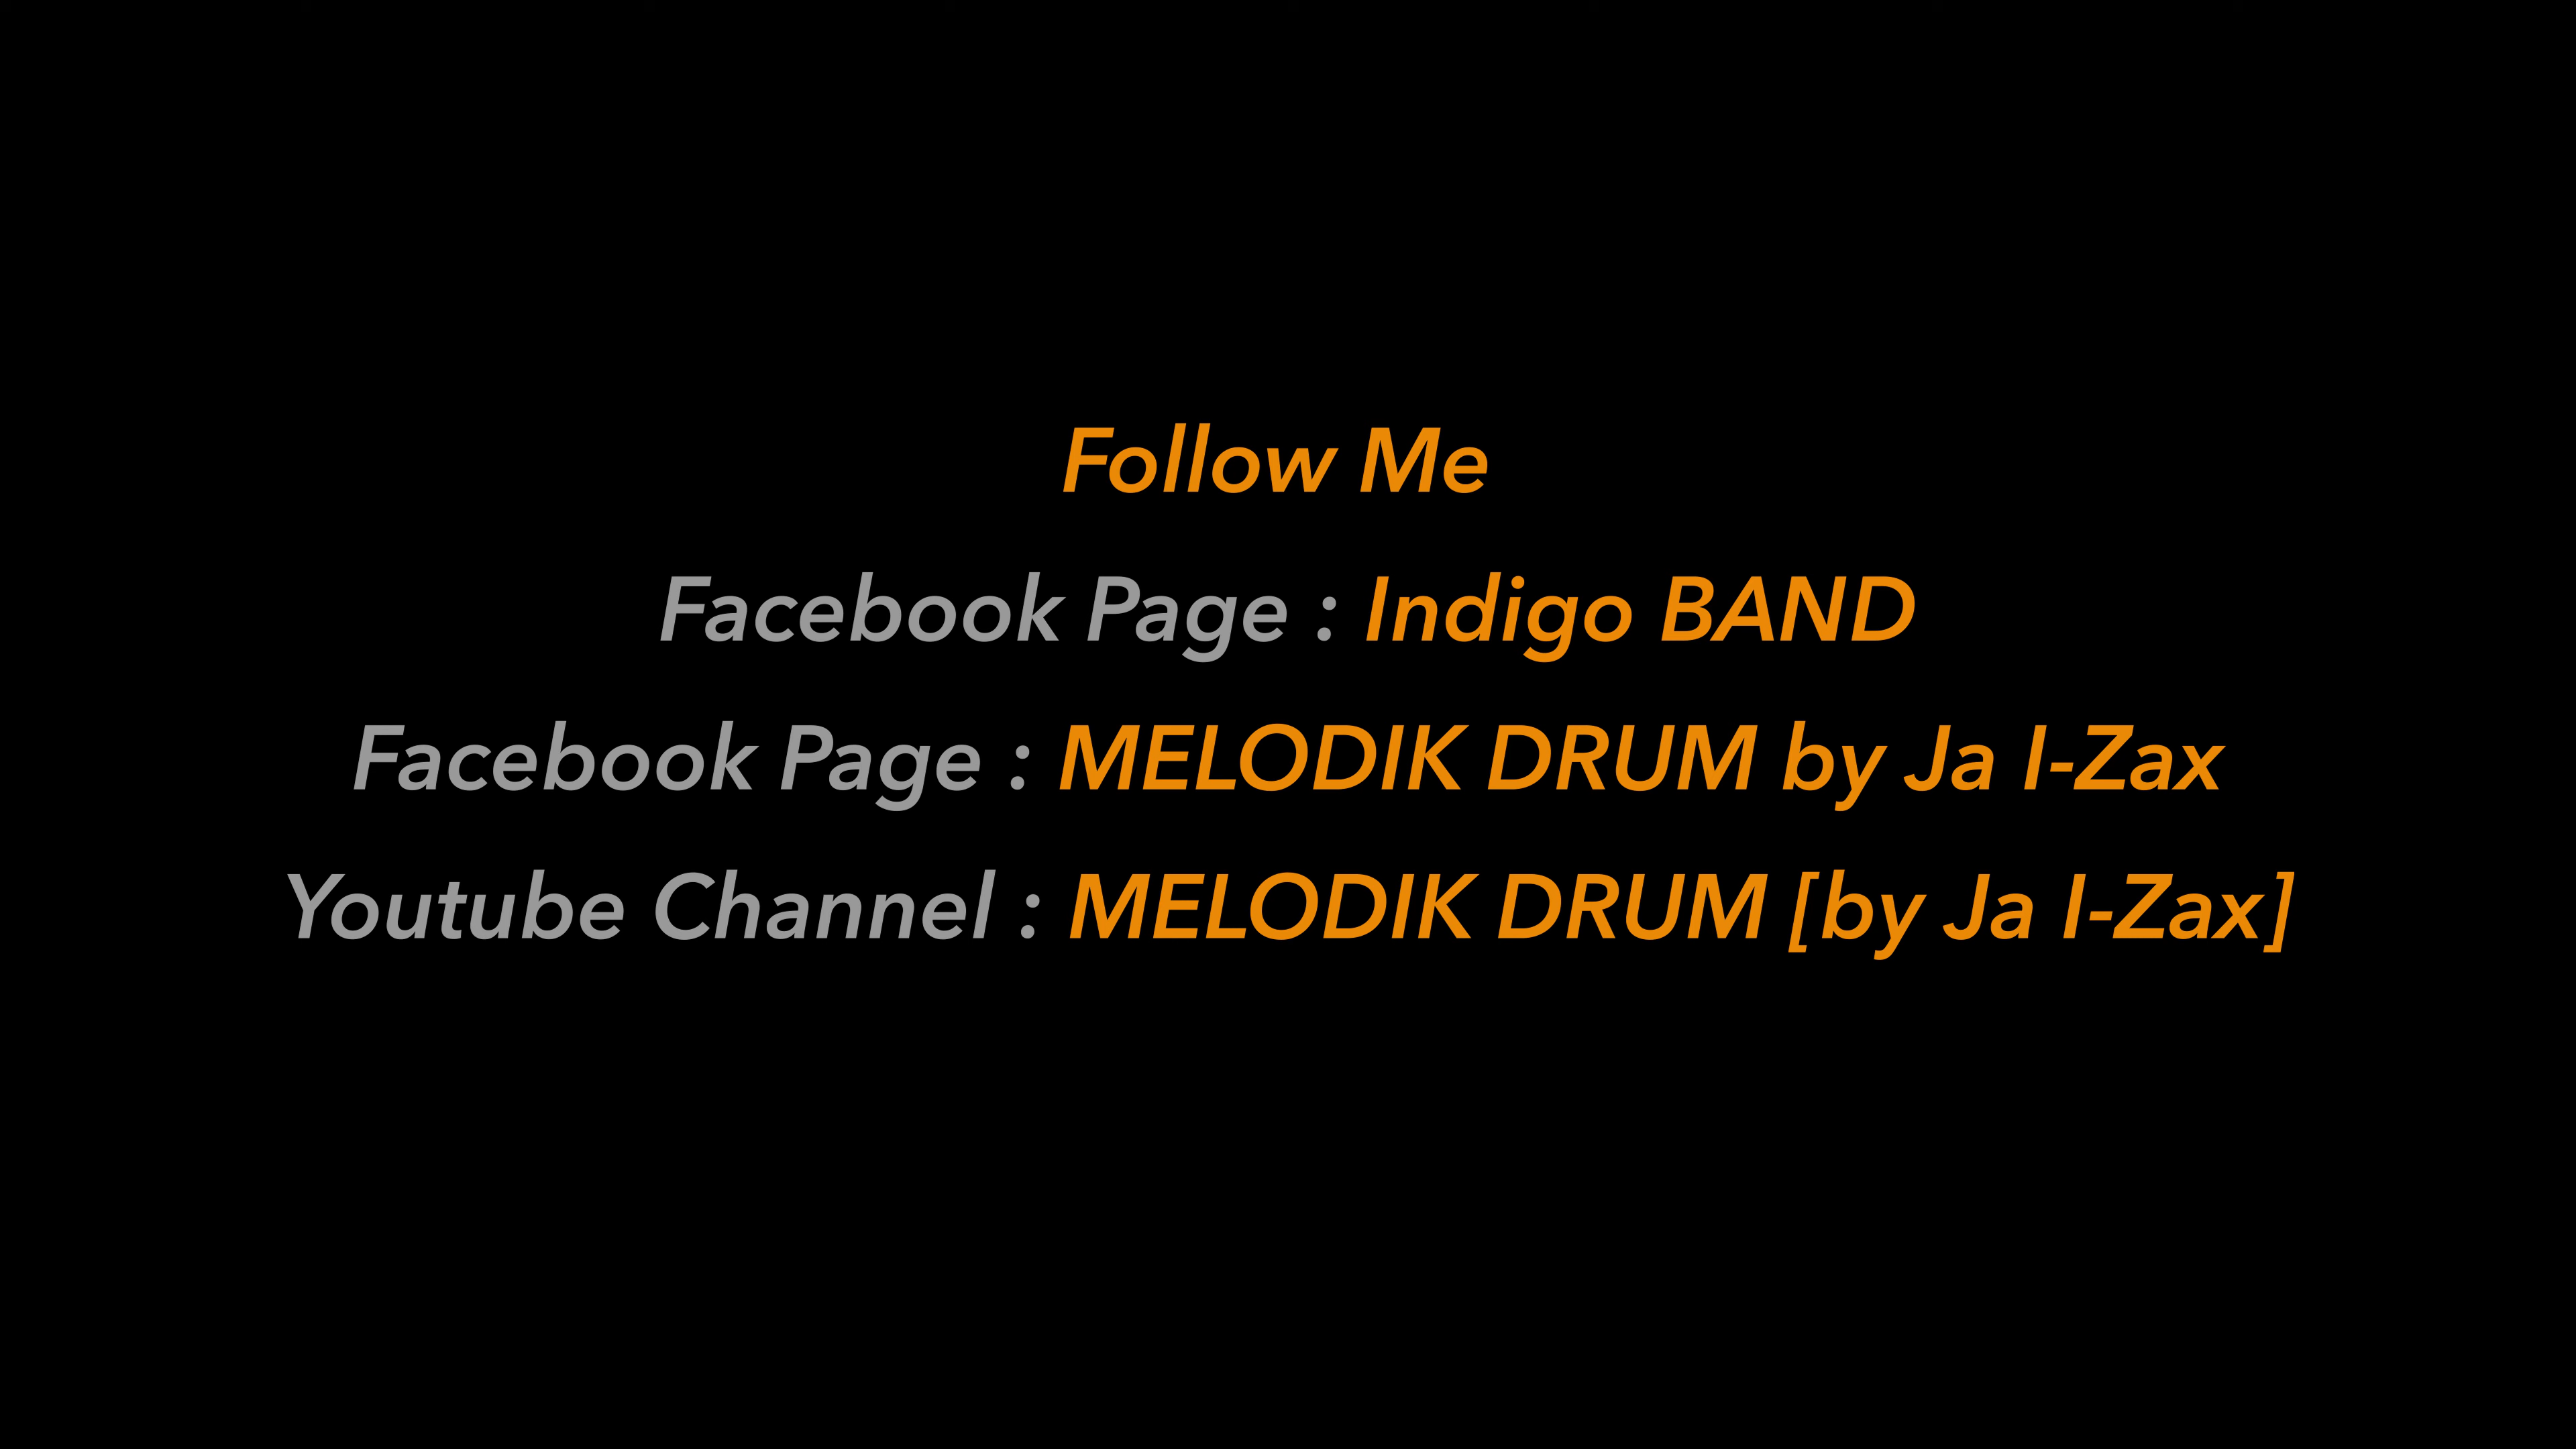 Follow Me
Facebook Page : Indigo BAND
Facebook Page : MELODIK DRUM by Ja I-Zax
Youtube Channel : MELODIK DRUM [by Ja I-Zax]